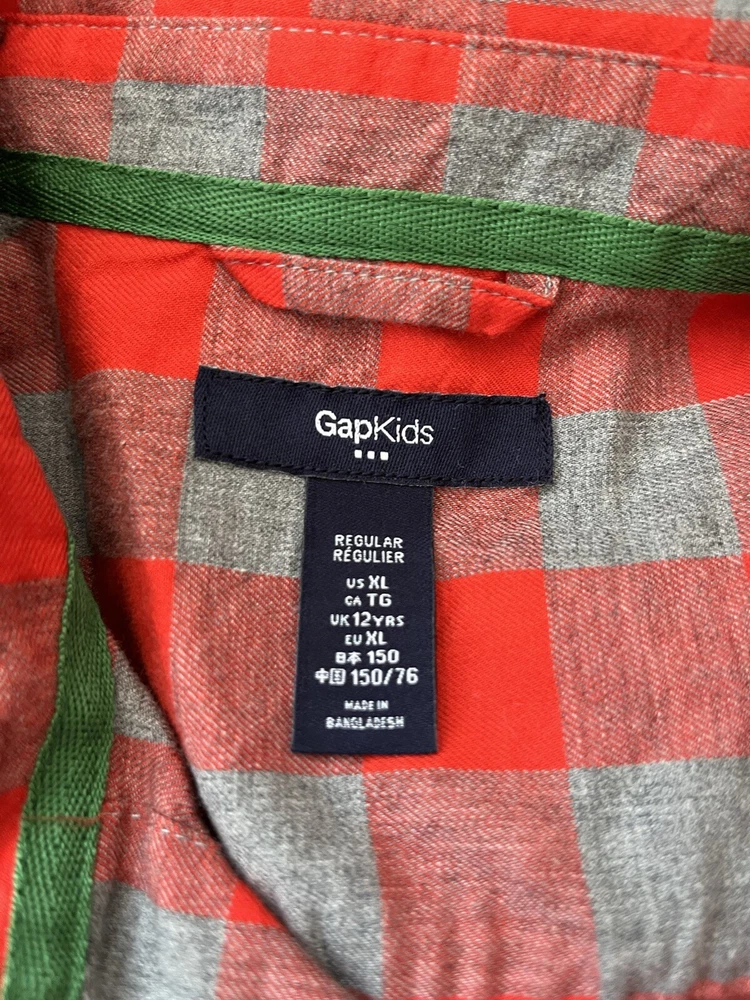 GapKids
REGULAR
RÉGULIER
US XL
CA TG
UK 12YRS
EU XL
日本 150
中国 150/76
MADE IN
BANGLADESH